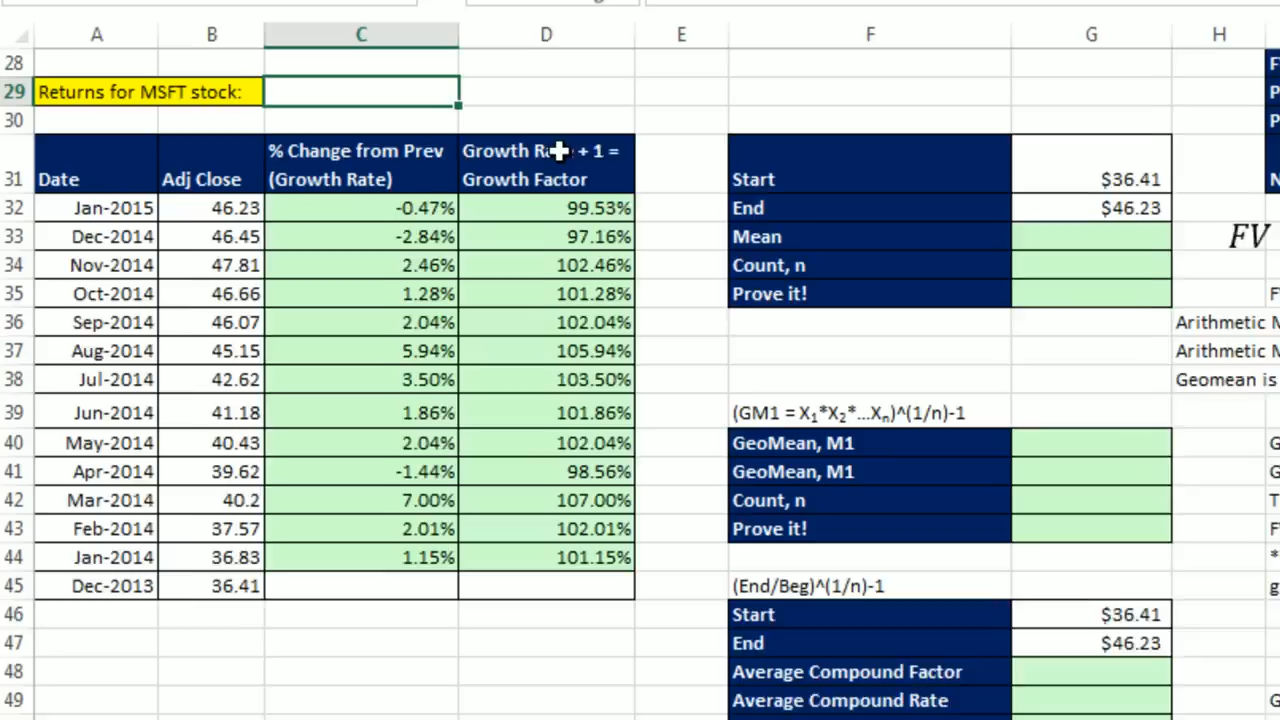 A B C D E F G H
28 F
29 Returns for MSFT stock: P
30 P
% Change from Prev Growth Ra + 1 =
31 Date Adj Close (Growth Rate) Growth Factor Start $36.41 N
32 Jan-2015 46.23 -0.47% 99.53% End $46.23
33 Dec-2014 46.45 -2.84% 97.16% Mean FV
34 Nov-2014 47.81 2.46% 102.46% Count, n
35 Oct-2014 46.66 1.28% 101.28% Prove it!
36 Sep-2014 46.07 2.04% 102.04% Arithmetic M
37 Aug-2014 45.15 5.94% 105.94% Arithmetic M
38 Jul-2014 42.62 3.50% 103.50% Geomean is
39 Jun-2014 41.18 1.86% 101.86% (GM1 = X₁*X₂*...Xₙ)^(1/n)-1
40 May-2014 40.43 2.04% 102.04% GeoMean, M1 G
41 Apr-2014 39.62 -1.44% 98.56% GeoMean, M1 G
42 Mar-2014 40.2 7.00% 107.00% Count, n T
43 Feb-2014 37.57 2.01% 102.01% Prove it!
44 Jan-2014 36.83 1.15% 101.15% *
45 Dec-2013 36.41 (End/Beg)^(1/n)-1 g
46 Start $36.41
47 End $46.23
48 Average Compound Factor
49 Average Compound Rate G